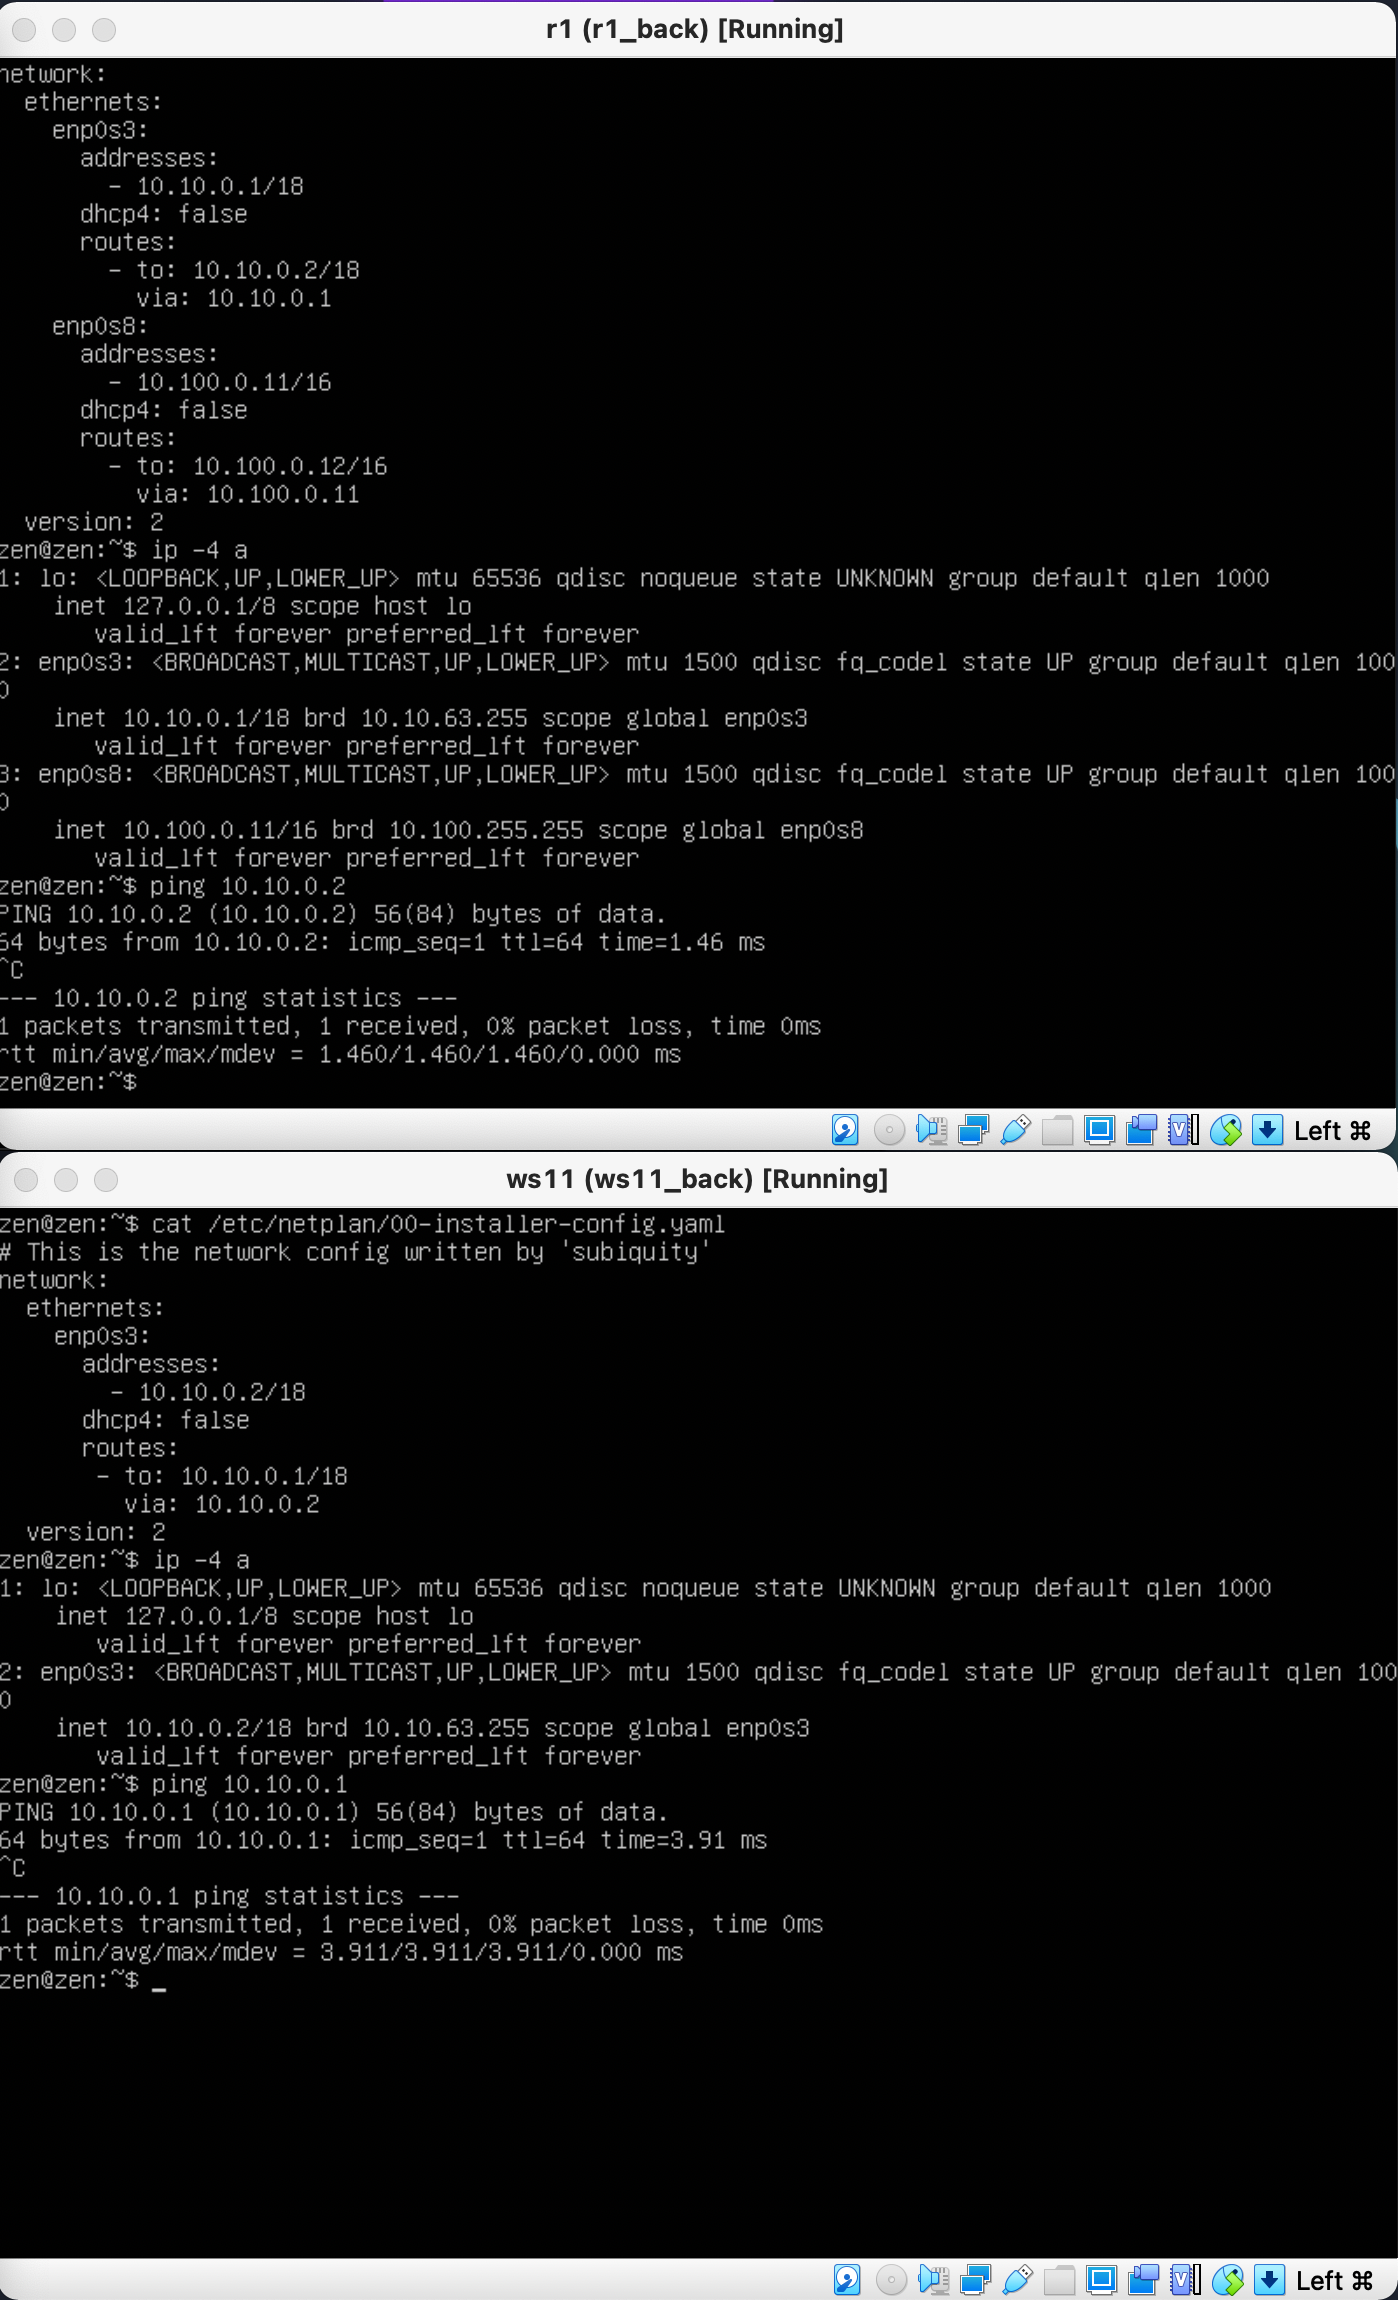 r1 (r1_back) [Running]
network:
  ethernets:
    enp0s3:
      addresses:
        - 10.10.0.1/18
      dhcp4: false
      routes:
        - to: 10.10.0.2/18
          via: 10.10.0.1
    enp0s8:
      addresses:
        - 10.100.0.11/16
      dhcp4: false
      routes:
        - to: 10.100.0.12/16
          via: 10.100.0.11
  version: 2
zen@zen:~$ ip -4 a
1: lo: <LOOPBACK,UP,LOWER_UP> mtu 65536 qdisc noqueue state UNKNOWN group default qlen 1000
    inet 127.0.0.1/8 scope host lo
       valid_lft forever preferred_lft forever
2: enp0s3: <BROADCAST,MULTICAST,UP,LOWER_UP> mtu 1500 qdisc fq_codel state UP group default qlen 100
0
    inet 10.10.0.1/18 brd 10.10.63.255 scope global enp0s3
       valid_lft forever preferred_lft forever
3: enp0s8: <BROADCAST,MULTICAST,UP,LOWER_UP> mtu 1500 qdisc fq_codel state UP group default qlen 100
0
    inet 10.100.0.11/16 brd 10.100.255.255 scope global enp0s8
       valid_lft forever preferred_lft forever
zen@zen:~$ ping 10.10.0.2
PING 10.10.0.2 (10.10.0.2) 56(84) bytes of data.
64 bytes from 10.10.0.2: icmp_seq=1 ttl=64 time=1.46 ms
^C
--- 10.10.0.2 ping statistics ---
1 packets transmitted, 1 received, 0% packet loss, time 0ms
rtt min/avg/max/mdev = 1.460/1.460/1.460/0.000 ms
zen@zen:~$
Left ⌘
ws11 (ws11_back) [Running]
zen@zen:~$ cat /etc/netplan/00-installer-config.yaml
# This is the network config written by 'subiquity'
network:
  ethernets:
    enp0s3:
      addresses:
        - 10.10.0.2/18
      dhcp4: false
      routes:
       - to: 10.10.0.1/18
         via: 10.10.0.2
  version: 2
zen@zen:~$ ip -4 a
1: lo: <LOOPBACK,UP,LOWER_UP> mtu 65536 qdisc noqueue state UNKNOWN group default qlen 1000
    inet 127.0.0.1/8 scope host lo
       valid_lft forever preferred_lft forever
2: enp0s3: <BROADCAST,MULTICAST,UP,LOWER_UP> mtu 1500 qdisc fq_codel state UP group default qlen 100
0
    inet 10.10.0.2/18 brd 10.10.63.255 scope global enp0s3
       valid_lft forever preferred_lft forever
zen@zen:~$ ping 10.10.0.1
PING 10.10.0.1 (10.10.0.1) 56(84) bytes of data.
64 bytes from 10.10.0.1: icmp_seq=1 ttl=64 time=3.91 ms
^C
--- 10.10.0.1 ping statistics ---
1 packets transmitted, 1 received, 0% packet loss, time 0ms
rtt min/avg/max/mdev = 3.911/3.911/3.911/0.000 ms
zen@zen:~$ _
Left ⌘